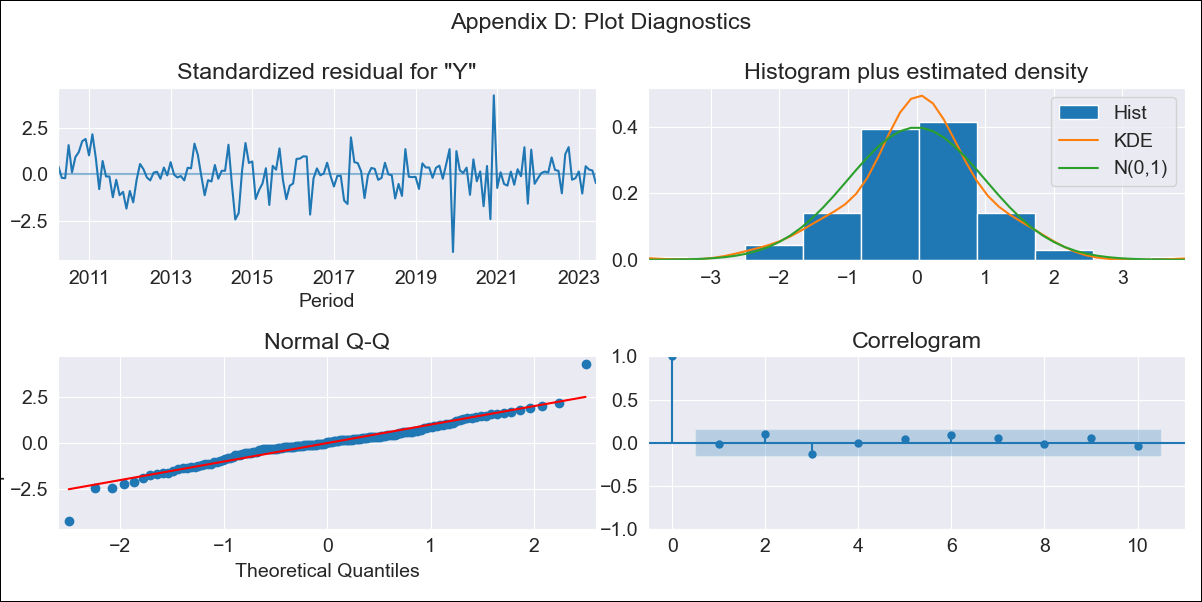 Appendix D: Plot Diagnostics
Standardized residual for "Y"
2.5
0.0
−2.5
2011 2013 2015 2017 2019 2021 2023
Period
Histogram plus estimated density
0.4
0.2
0.0
−3 −2 −1 0 1 2 3
Hist
KDE
N(0,1)
Normal Q-Q
2.5
0.0
−2.5
−2 −1 0 1 2
Theoretical Quantiles
Correlogram
1.0
0.5
0.0
−0.5
−1.0
0 2 4 6 8 10